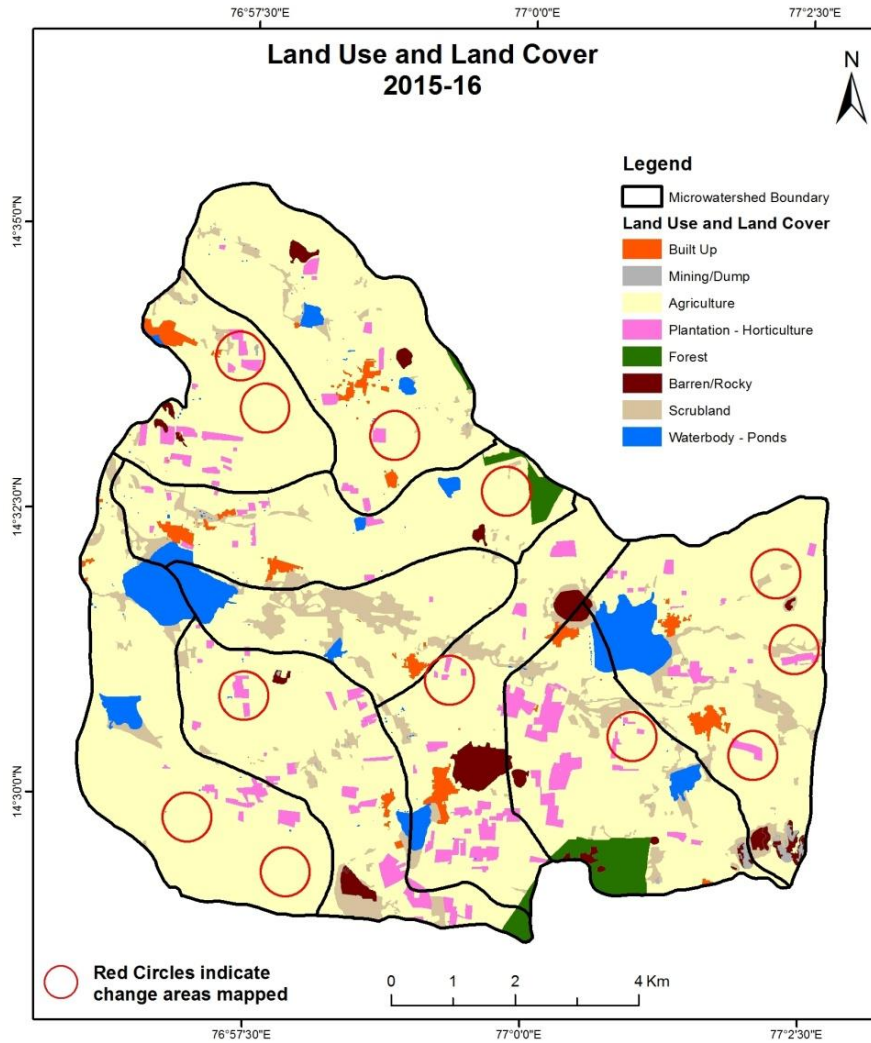 76°57'30"E 77°0'0"E 77°2'30"E
Land Use and Land Cover
2015-16
N
Legend
Microwatershed Boundary
Land Use and Land Cover
Built Up
Mining/Dump
Agriculture
Plantation - Horticulture
Forest
Barren/Rocky
Scrubland
Waterbody - Ponds
14°35'0"N
14°32'30"N
14°30'0"N
Red Circles indicate
change areas mapped
0 1 2 4 Km
76°57'30"E 77°0'0"E 77°2'30"E